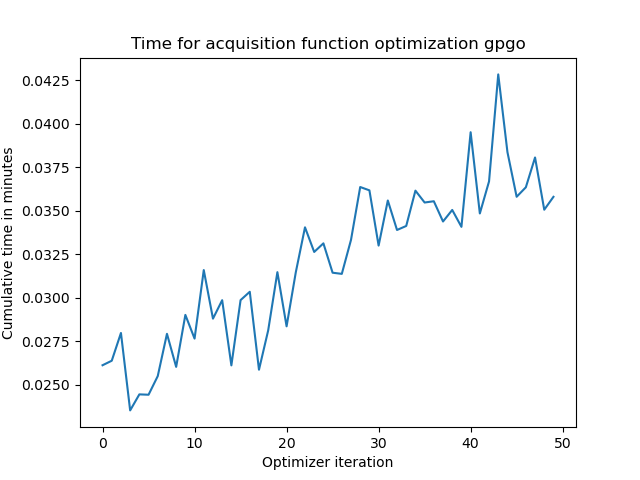 Time for acquisition function optimization gpgo
0.0425
0.0400
0.0375
0.0350
0.0325
0.0300
0.0275
0.0250
Cumulative time in minutes
0 10 20 30 40 50
Optimizer iteration